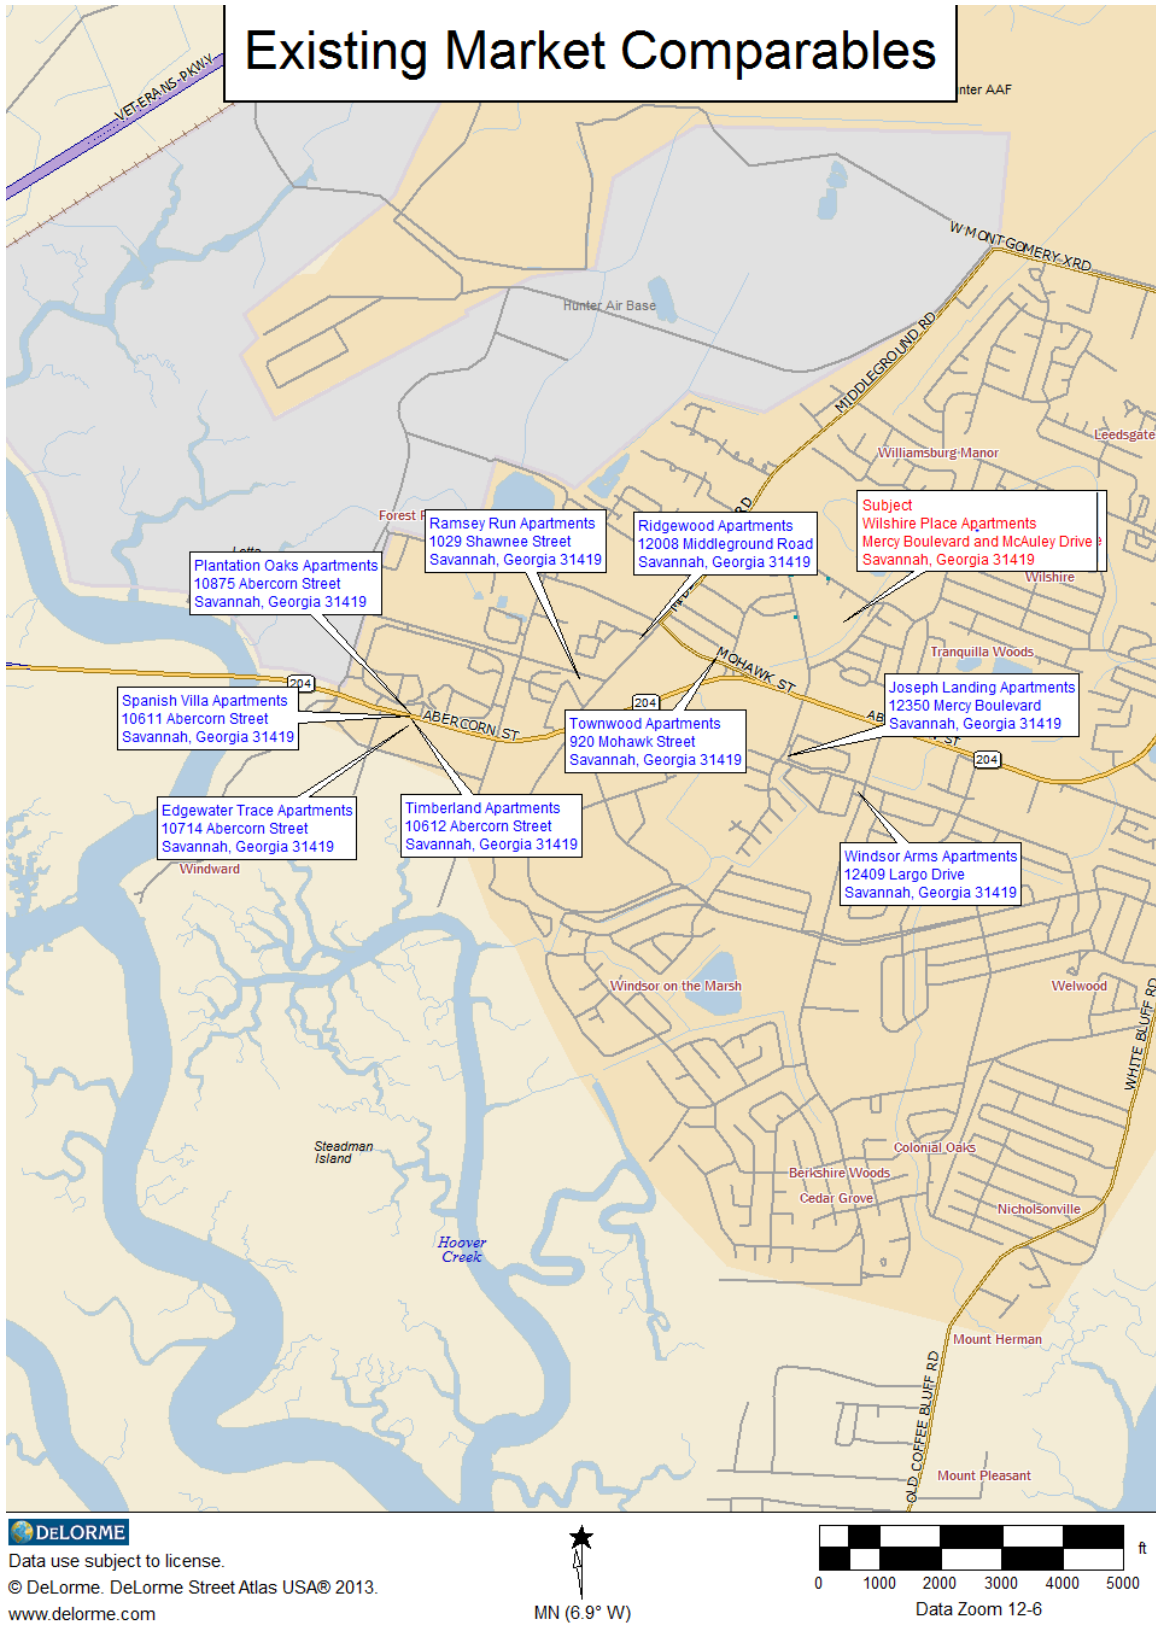 Existing Market Comparables
VETERANS PKWY
nter AAF
W MONTGOMERY XRD
Hunter Air Base
MIDDLEGROUND RD
Leedsgate
Williamsburg Manor
Subject
Wilshire Place Apartments
Mercy Boulevard and McAuley Drive
Savannah, Georgia 31419
Wilshire
Forest
RD
Ramsey Run Apartments
1029 Shawnee Street
Savannah, Georgia 31419
Ridgewood Apartments
12008 Middleground Road
Savannah, Georgia 31419
Plantation Oaks Apartments
10875 Abercorn Street
Savannah, Georgia 31419
Tranquilla Woods
MOHAWK ST
204
Spanish Villa Apartments
10611 Abercorn Street
Savannah, Georgia 31419
ABERCORN ST
204
Townwood Apartments
920 Mohawk Street
Savannah, Georgia 31419
Joseph Landing Apartments
12350 Mercy Boulevard
Savannah, Georgia 31419
AB
ST
204
Edgewater Trace Apartments
10714 Abercorn Street
Savannah, Georgia 31419
Timberland Apartments
10612 Abercorn Street
Savannah, Georgia 31419
Windsor Arms Apartments
12409 Largo Drive
Savannah, Georgia 31419
Windward
Windsor on the Marsh
Welwood
WHITE BLUFF RD
Steadman
Island
Colonial Oaks
Berkshire Woods
Cedar Grove
Nicholsonville
Hoover
Creek
Mount Herman
OLD COFFEE BLUFF RD
Mount Pleasant
DELORME
Data use subject to license.
© DeLorme. DeLorme Street Atlas USA® 2013.
www.delorme.com
MN (6.9° W)
ft
0 1000 2000 3000 4000 5000
Data Zoom 12-6